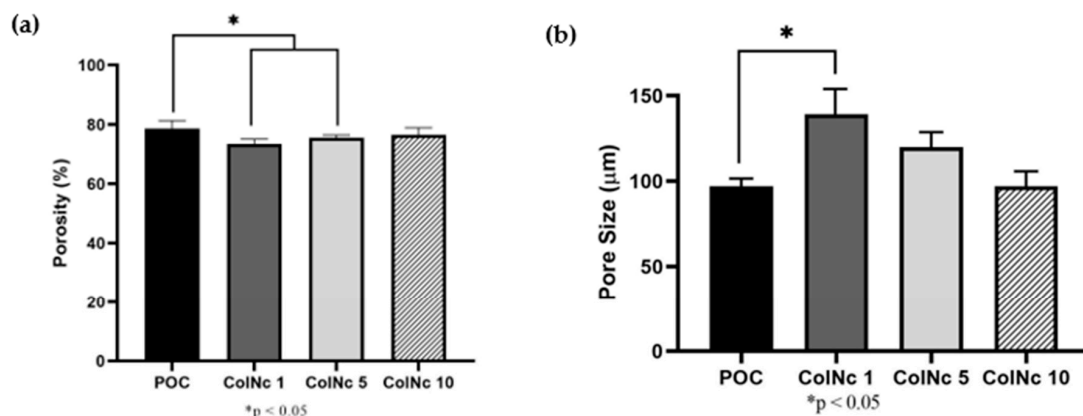 (a)
*
100
80
60
40
20
0
Porosity (%)
POC ColNc 1 ColNc 5 ColNc 10
*p < 0.05
(b)
*
150
100
50
0
Pore Size (μm)
POC ColNc 1 ColNc 5 ColNc 10
*p < 0.05